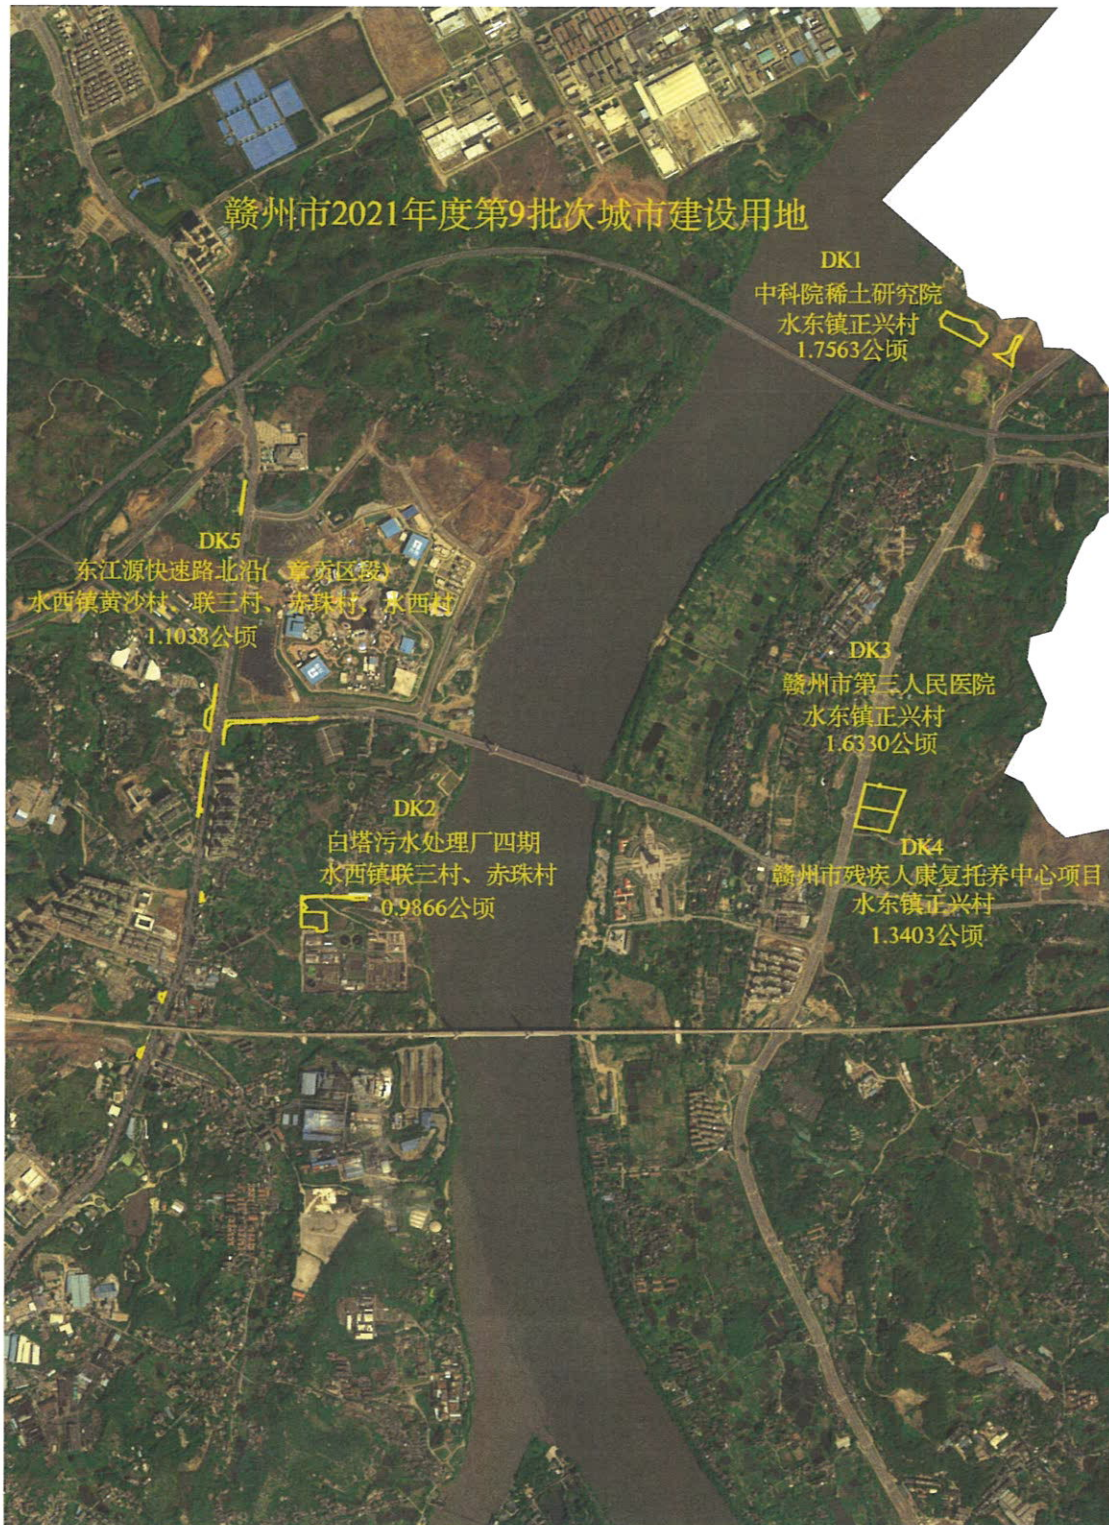 赣州市2021年度第9批次城市建设用地
DK1
中科院稀土研究院
水东镇正兴村
1.7563公顷
DK5
东江源快速路北沿(章贡区段)
水西镇黄沙村、联三村、赤珠村、水西村
1.1038公顷
DK3
赣州市第三人民医院
水东镇正兴村
1.6330公顷
DK2
白塔污水处理厂四期
水西镇联三村、赤珠村
0.9866公顷
DK4
赣州市残疾人康复托养中心项目
水东镇正兴村
1.3403公顷